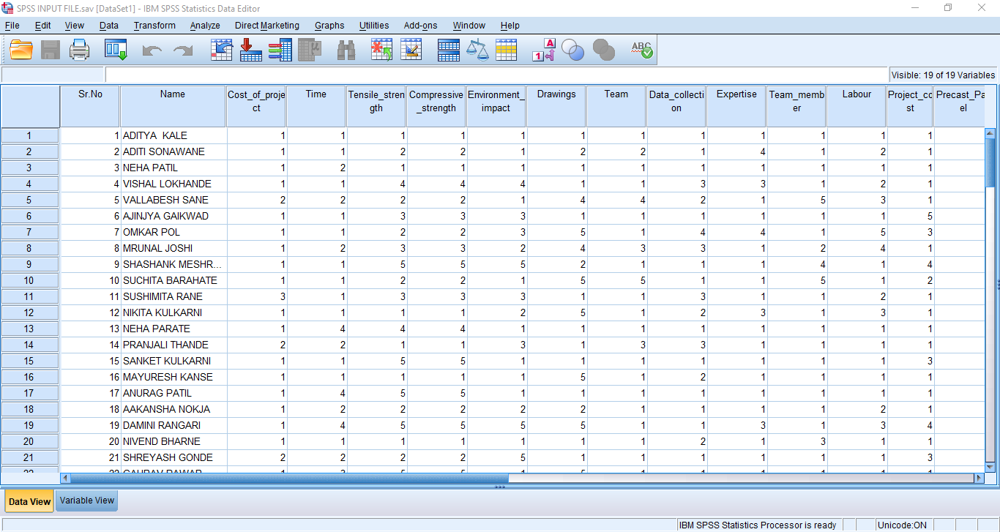 SPSS INPUT FILE.sav [DataSet1] - IBM SPSS Statistics Data Editor
File Edit View Data Transform Analyze Direct Marketing Graphs Utilities Add-ons Window Help
Visible: 19 of 19 Variables
Sr.No Name Cost_of_project Time Tensile_strength Compressive_strength Environment_impact Drawings Team Data_collection Expertise Team_member Labour Project_cost Precast_Pa el
1 1 ADITYA KALE 1 1 1 1 1 1 1 1 1 1 1 1
2 2 ADITI SONAWANE 1 1 2 2 1 2 2 1 4 1 2 1
3 3 NEHA PATIL 1 2 1 1 1 1 1 1 1 1 1 1
4 4 VISHAL LOKHANDE 1 1 4 4 4 1 1 3 3 1 2 1
5 5 VALLABESH SANE 2 2 2 2 1 4 4 2 1 5 3 1
6 6 AJINJYA GAIKWAD 1 1 3 3 3 1 1 1 1 1 1 5
7 7 OMKAR POL 1 1 2 2 3 5 1 4 4 1 5 3
8 8 MRUNAL JOSHI 1 2 3 3 2 4 3 3 1 2 4 1
9 9 SHASHANK MESHR... 1 1 5 5 5 2 1 1 1 4 1 4
10 10 SUCHITA BARAHATE 1 1 2 2 1 5 5 1 1 5 1 2
11 11 SUSHIMITA RANE 3 1 3 3 3 1 1 3 1 1 2 1
12 12 NIKITA KULKARNI 1 1 1 1 2 5 1 2 3 1 3 1
13 13 NEHA PARATE 1 4 4 4 1 1 1 1 1 1 1 1
14 14 PRANJALI THANDE 2 2 1 1 3 1 3 3 1 1 1 1
15 15 SANKET KULKARNI 1 1 5 5 1 1 1 1 1 1 1 3
16 16 MAYURESH KANSE 1 1 1 1 1 5 1 2 1 1 1 1
17 17 ANURAG PATIL 1 4 5 5 1 1 1 1 1 1 1 1
18 18 AAKANSHA NOKJA 1 2 2 2 2 2 1 1 1 1 2 1
19 19 DAMINI RANGARI 1 4 5 5 5 5 1 1 3 1 3 4
20 20 NIVEND BHARNE 1 1 1 1 1 1 1 2 1 3 1 1
21 21 SHREYASH GONDE 2 2 2 2 5 1 1 1 1 1 1 3
Data View Variable View
IBM SPSS Statistics Processor is ready Unicode:ON